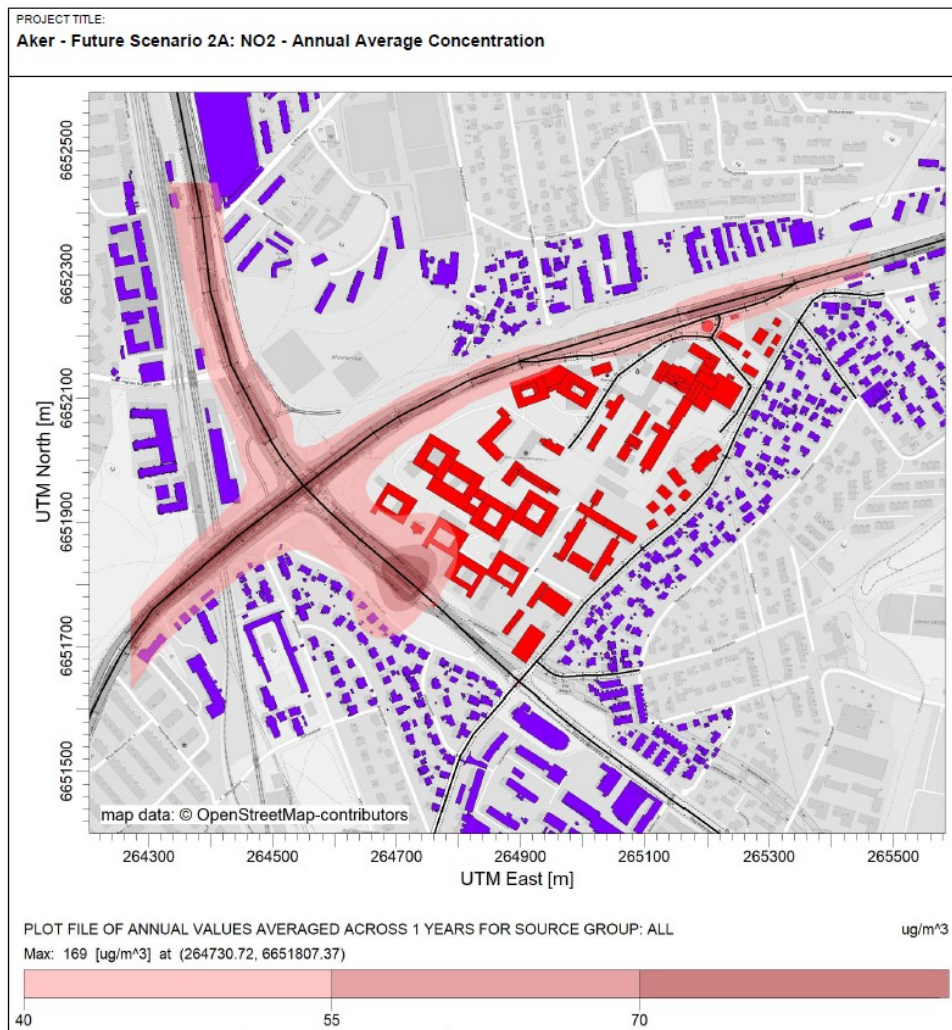 PROJECT TITLE:
Aker - Future Scenario 2A: NO2 - Annual Average Concentration
UTM North [m]
6652500
6652300
6652100
6651900
6651700
6651500
map data: © OpenStreetMap-contributors
264300 264500 264700 264900 265100 265300 265500
UTM East [m]
PLOT FILE OF ANNUAL VALUES AVERAGED ACROSS 1 YEARS FOR SOURCE GROUP: ALL ug/m^3
Max: 169 [ug/m^3] at (264730.72, 6651807.37)
40 55 70